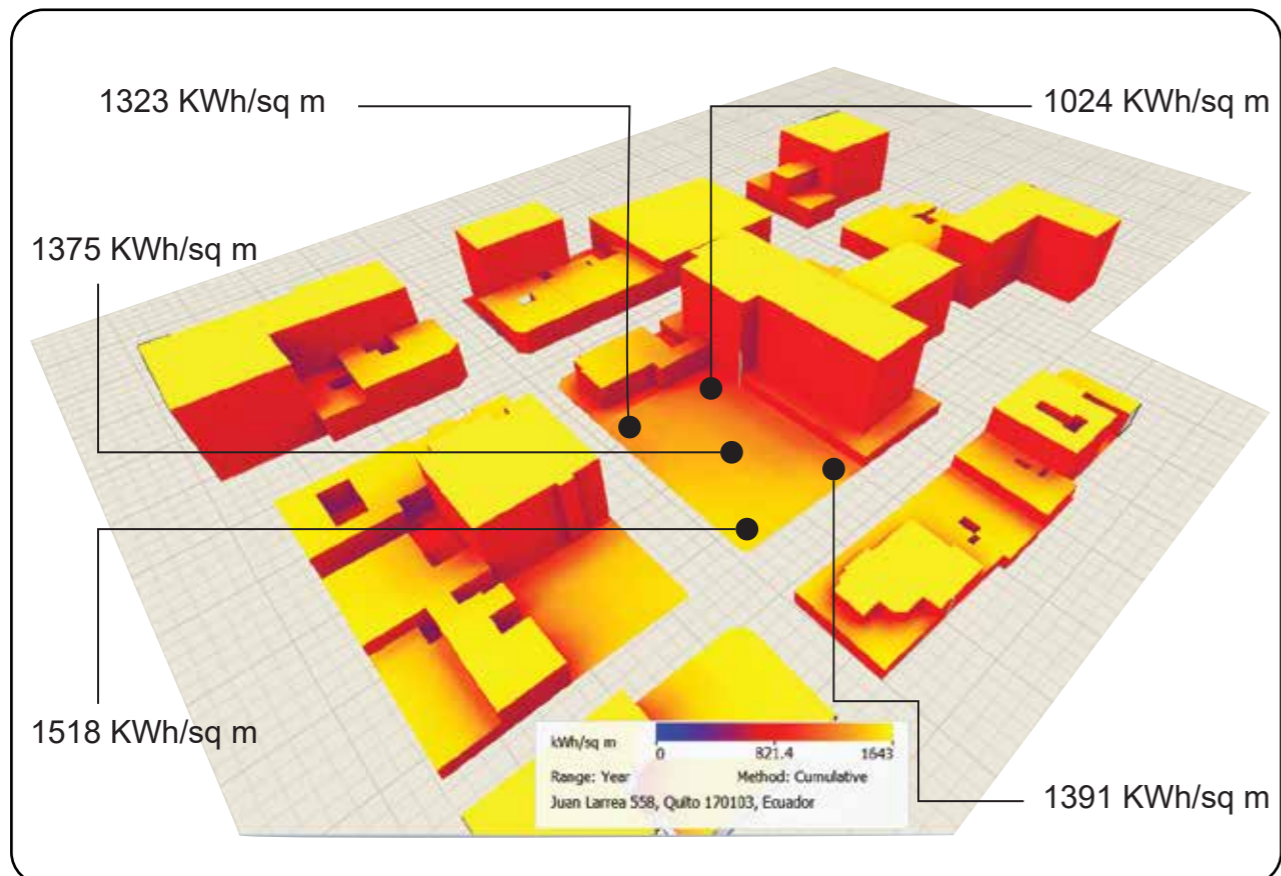 1323 KWh/sq m
1024 KWh/sq m
1375 KWh/sq m
1518 KWh/sq m
kWh/sq m
0 821.4 1643
Range: Year Method: Cumulative
Juan Larrea 558, Quito 170103, Ecuador
1391 KWh/sq m